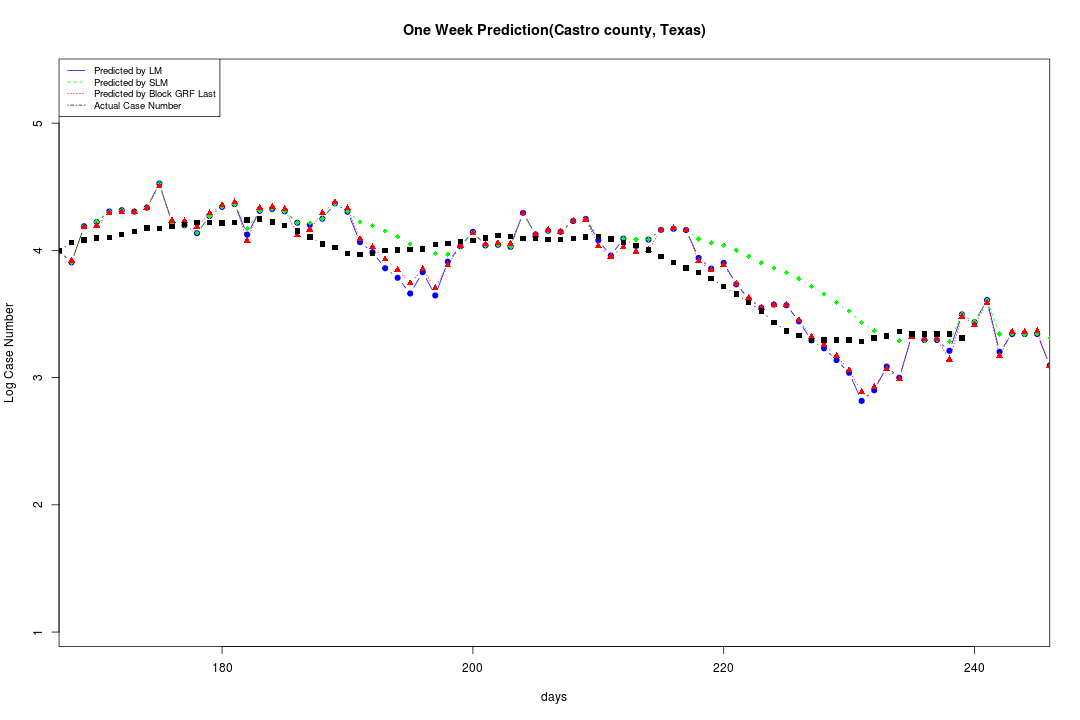 One Week Prediction(Castro county, Texas)
Predicted by LM
Predicted by SLM
Predicted by Block GRF Last
Actual Case Number
5
4
3
2
1
Log Case Number
180 200 220 240
days